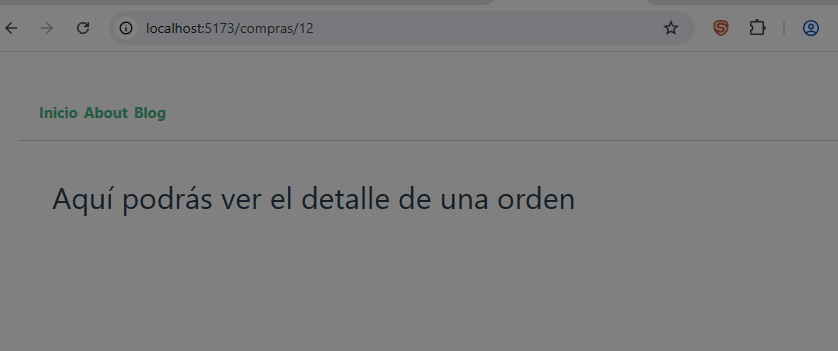 localhost:5173/compras/12
Inicio About Blog
Aquí podrás ver el detalle de una orden